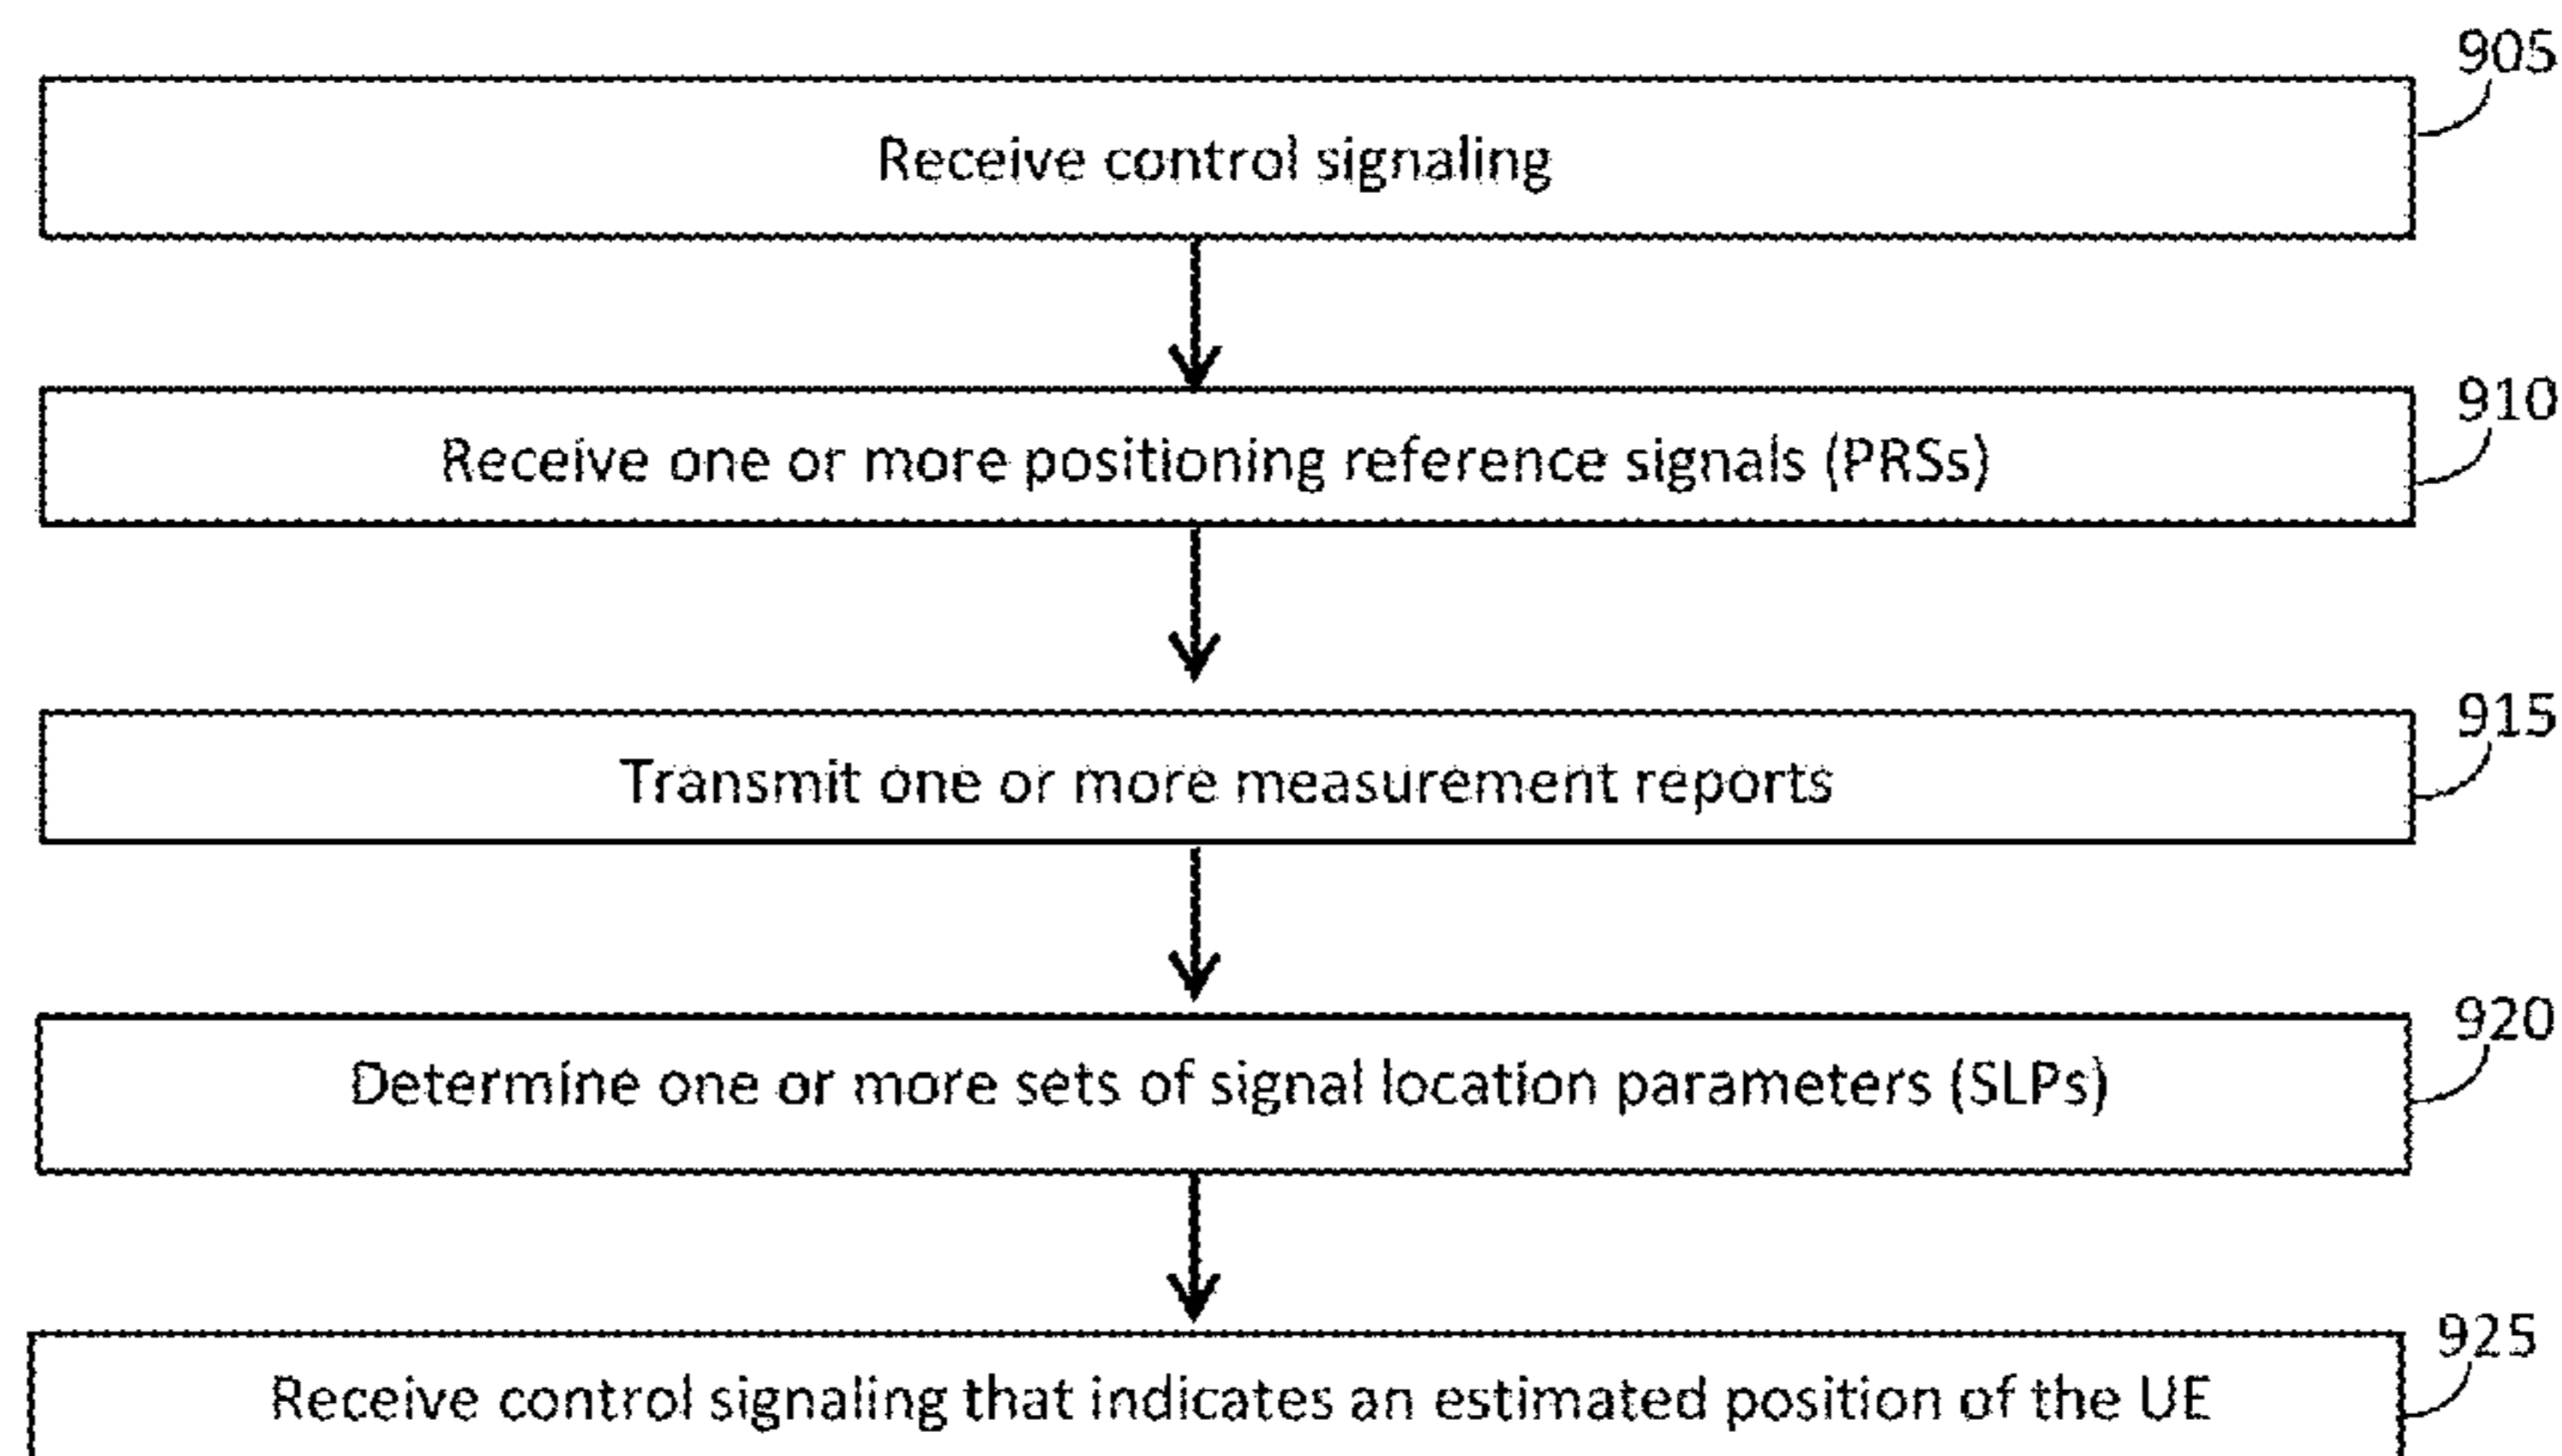 905
Receive control signaling
910
Receive one or more positioning reference signals (PRSs)
915
Transmit one or more measurement reports
920
Determine one or more sets of signal location parameters (SLPs)
925
Receive control signaling that indicates an estimated position of the UE